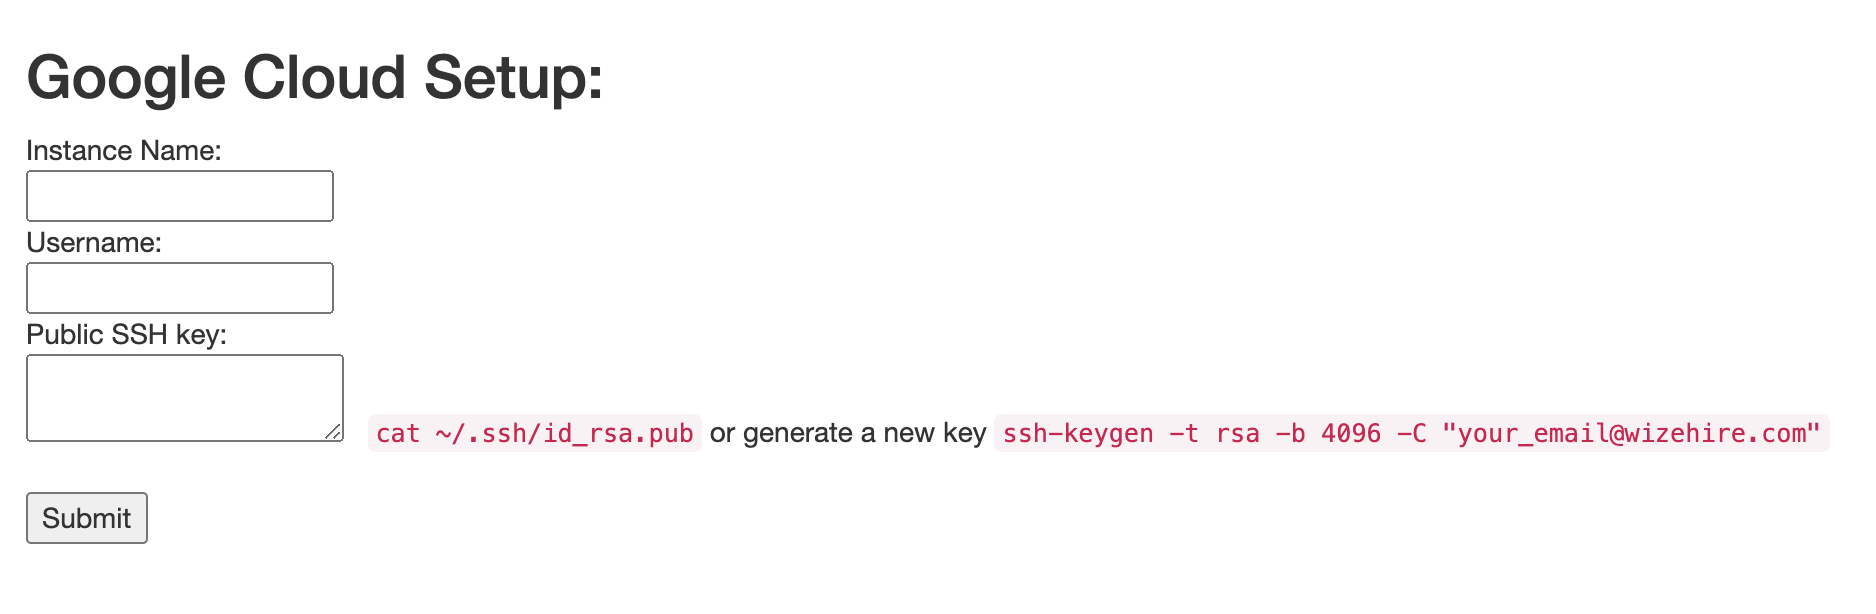 Google Cloud Setup:
Instance Name:
Username:
Public SSH key:
cat ~/.ssh/id_rsa.pub or generate a new key ssh-keygen -t rsa -b 4096 -C "your_email@wizehire.com"
Submit